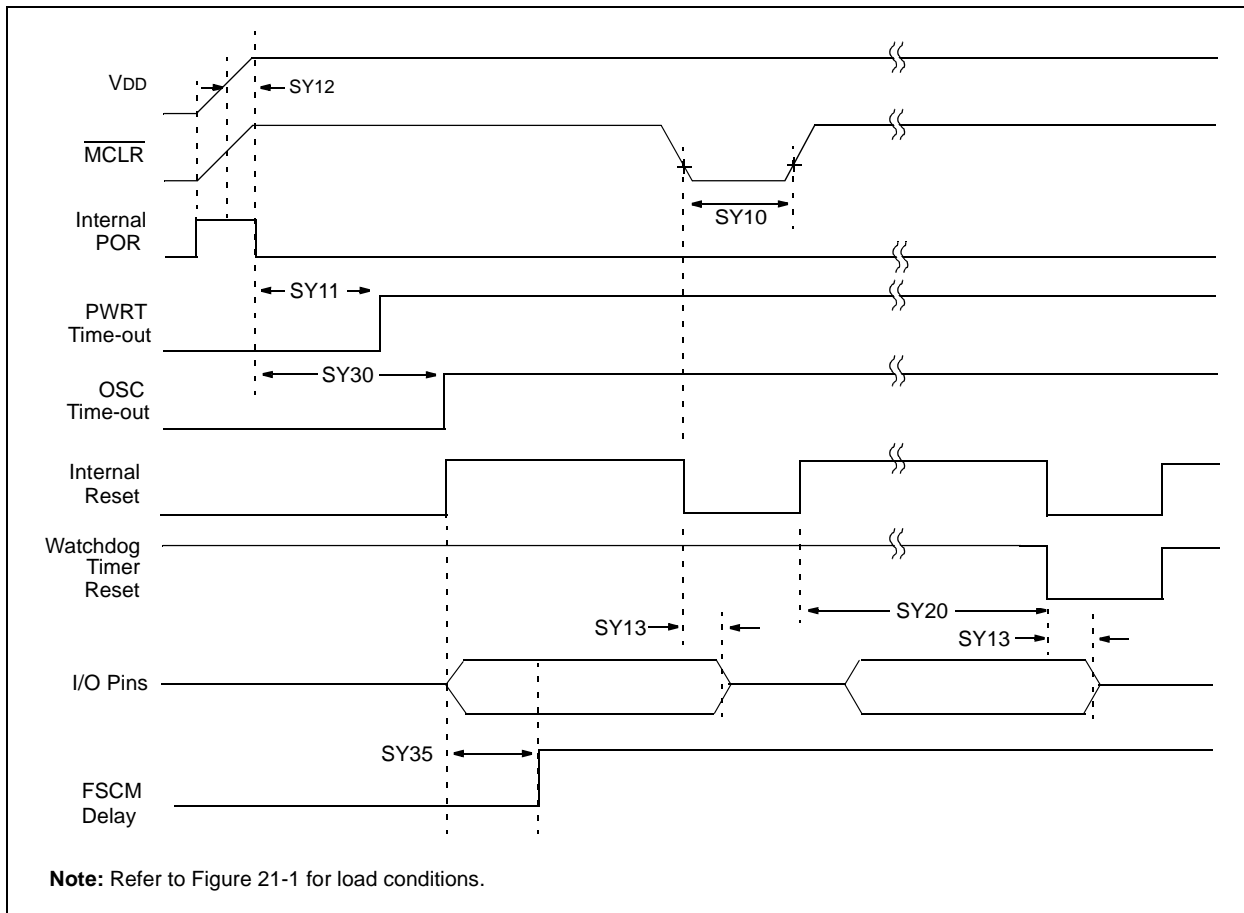 VDD
SY12
MCLR
SY10
Internal
POR
SY11
PWRT
Time-out
SY30
OSC
Time-out
Internal
Reset
Watchdog
Timer
Reset
SY20
SY13
SY13
I/O Pins
SY35
FSCM
Delay
Note: Refer to Figure 21-1 for load conditions.